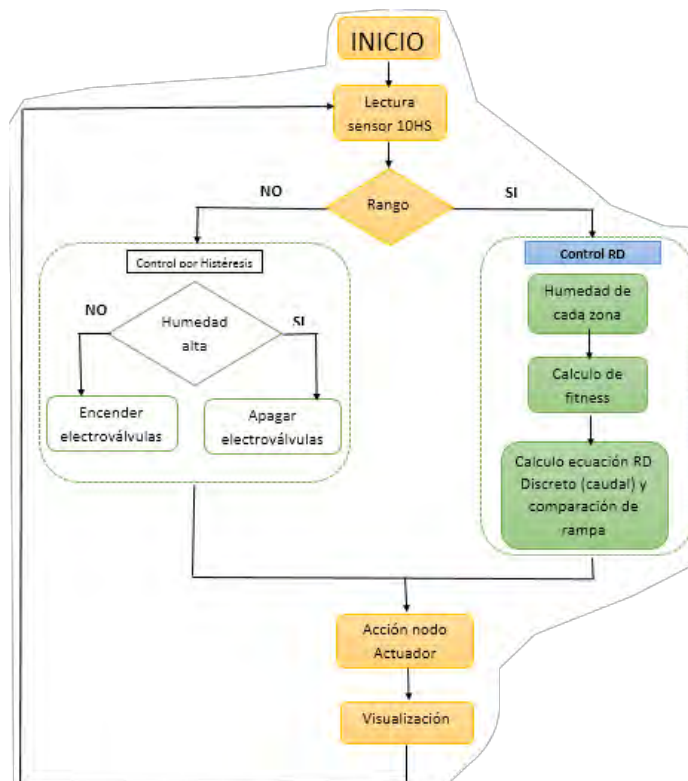 INICIO
Lectura
sensor 10HS
NO
SI
Rango
Control por Histéresis
NO
Humedad
alta
SI
Encender
electroválvulas
Apagar
electroválvulas
Control RD
Humedad de
cada zona
Calculo de
fitness
Calculo ecuación RD
Discreto (caudal) y
comparación de
rampa
Acción nodo
Actuador
Visualización